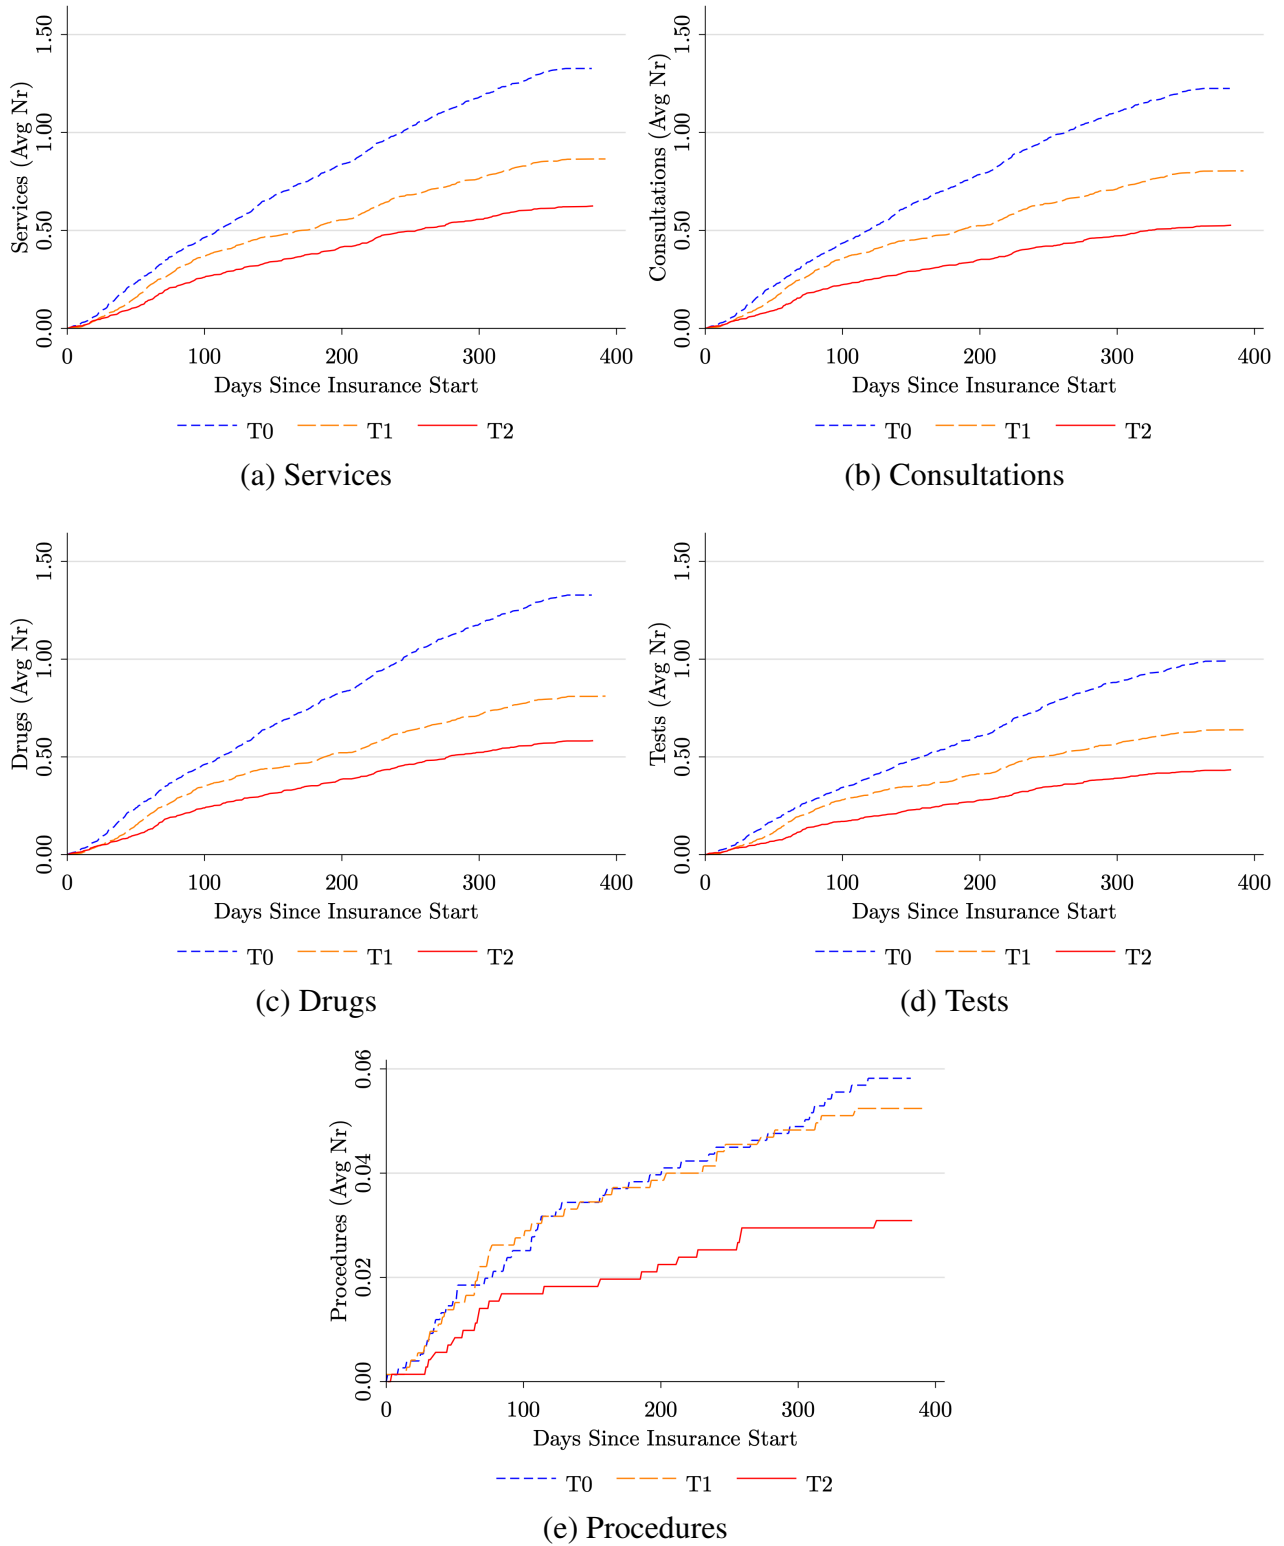 Services (Avg Nr)
1.50
1.00
0.50
0.00
0 100 200 300 400
Days Since Insurance Start
T0 T1 T2
(a) Services
Consultations (Avg Nr)
1.50
1.00
0.50
0.00
0 100 200 300 400
Days Since Insurance Start
T0 T1 T2
(b) Consultations
Drugs (Avg Nr)
1.50
1.00
0.50
0.00
0 100 200 300 400
Days Since Insurance Start
T0 T1 T2
(c) Drugs
Tests (Avg Nr)
1.50
1.00
0.50
0.00
0 100 200 300 400
Days Since Insurance Start
T0 T1 T2
(d) Tests
Procedures (Avg Nr)
0.06
0.04
0.02
0.00
0 100 200 300 400
Days Since Insurance Start
T0 T1 T2
(e) Procedures